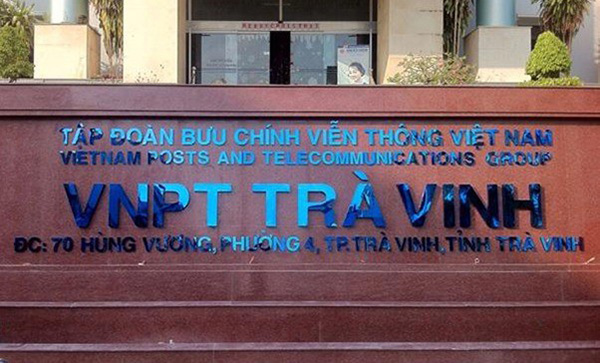 TẬP ĐOÀN BƯU CHÍNH VIỄN THÔNG VIỆT NAM
VIETNAM POSTS AND TELECOMMUNICATIONS GROUP
VNPT TRÀ VINH
ĐC: 70 HÙNG VƯƠNG, PHƯỜNG 4, TP.TRÀ VINH, TỈNH TRÀ VINH